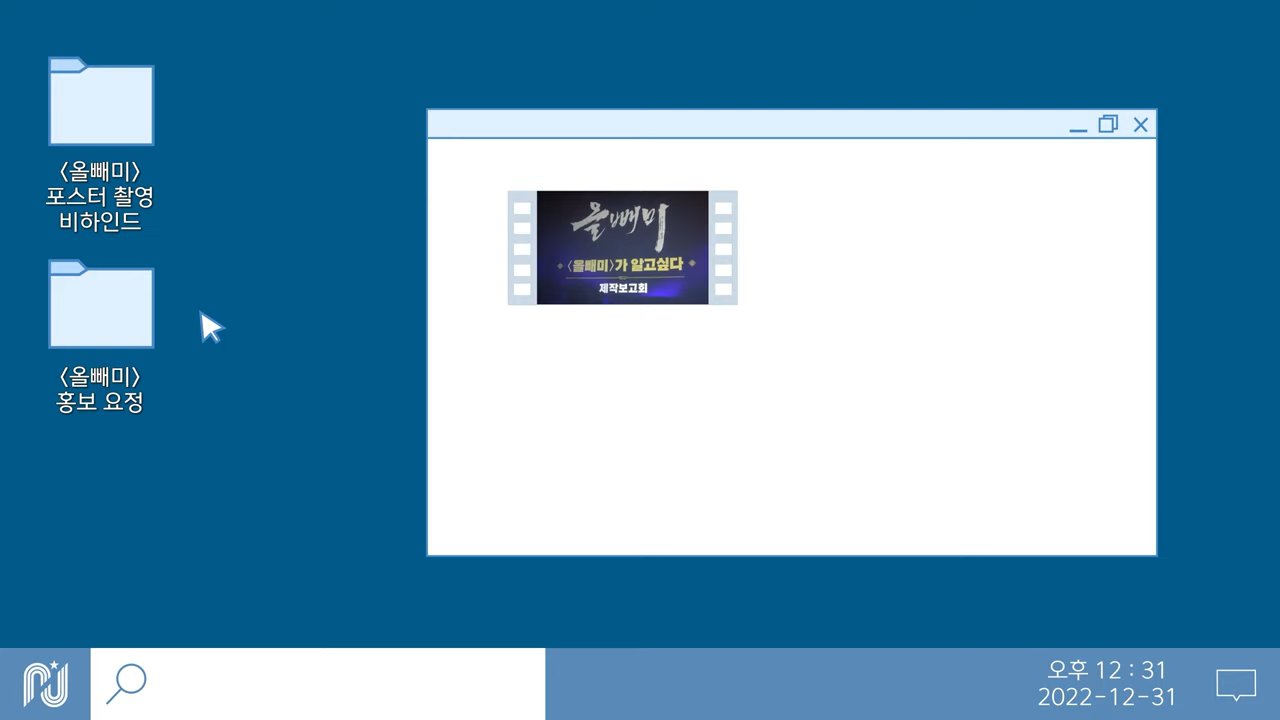 〈올빼미〉
포스터 촬영
비하인드
〈올빼미〉
홍보 요정
올빼미
〈올빼미〉가 알고싶다
제작보고회
오후 12 : 31
2022-12-31